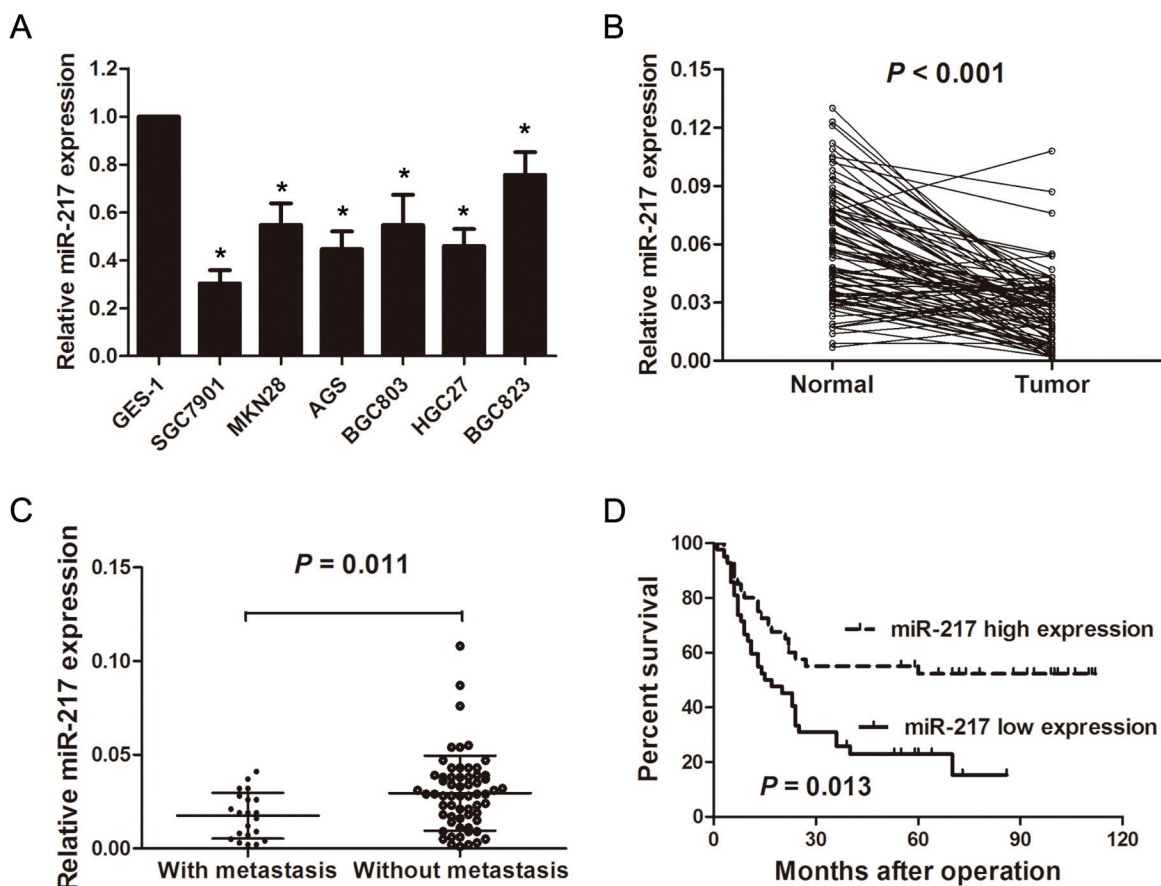 A
Relative miR-217 expression
1.2
1.0
0.8
0.6
0.4
0.2
0.0
*
*
*
*
*
*
GES-1
SGC7901
MKN28
AGS
BGC803
HGC27
BGC823
B
Relative miR-217 expression
P < 0.001
0.15
0.12
0.09
0.06
0.03
0.00
Normal
Tumor
C
Relative miR-217 expression
P = 0.011
0.15
0.10
0.05
0.00
With metastasis
Without metastasis
D
Percent survival
100
80
60
40
20
0
miR-217 high expression
miR-217 low expression
P = 0.013
0
30
60
90
120
Months after operation